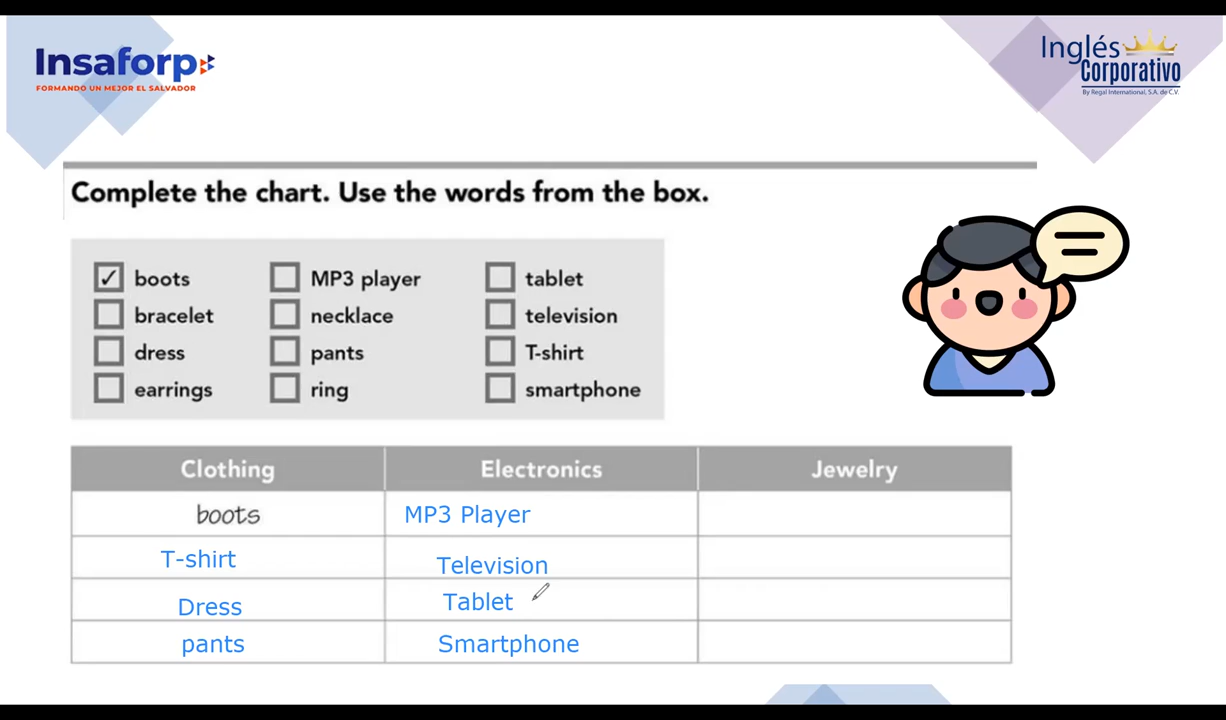 Insaforp
FORMANDO UN MEJOR EL SALVADOR
Inglés
Corporativo
By Regal International, S.A. de C.V.
Complete the chart. Use the words from the box.
✓ boots MP3 player tablet
bracelet necklace television
dress pants T-shirt
earrings ring smartphone
Clothing Electronics Jewelry
boots MP3 Player
T-shirt Television
Dress Tablet
pants Smartphone